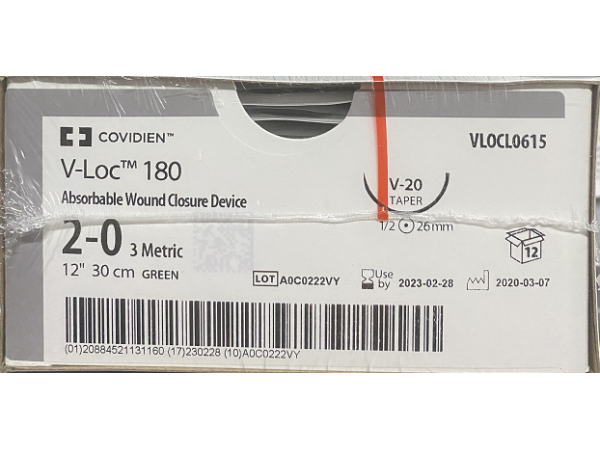 COVIDIEN™
VLOCL0615
V-Loc™ 180
Absorbable Wound Closure Device
V-20
TAPER
2-0 3 Metric
1/2 26mm
12" 30 cm GREEN
12
LOT A0C0222VY
Use by 2023-02-28
2020-03-07
(01)20884521131160 (17)230228 (10)A0C0222VY